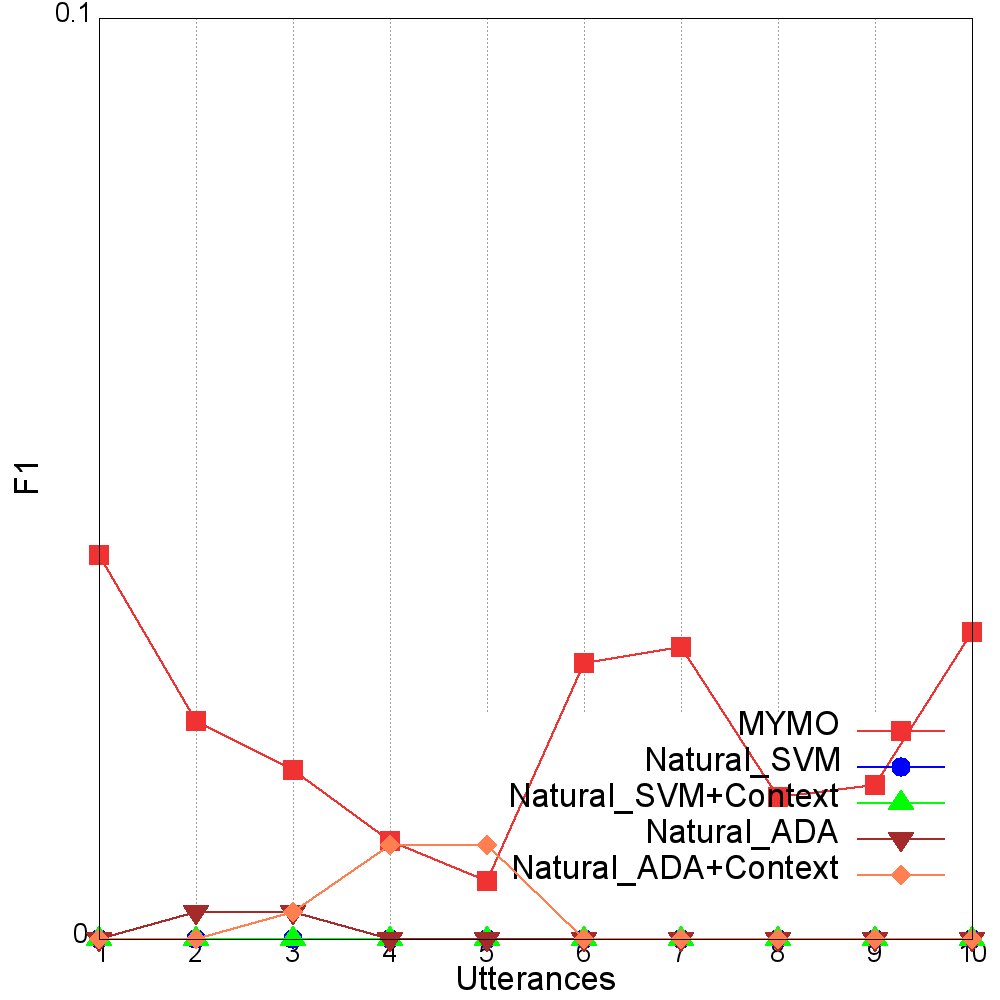 0.1
F1
MYMO
Natural_SVM
Natural_SVM+Context
Natural_ADA
Natural_ADA+Context
0
1 2 3 4 5 6 7 8 9 10
Utterances